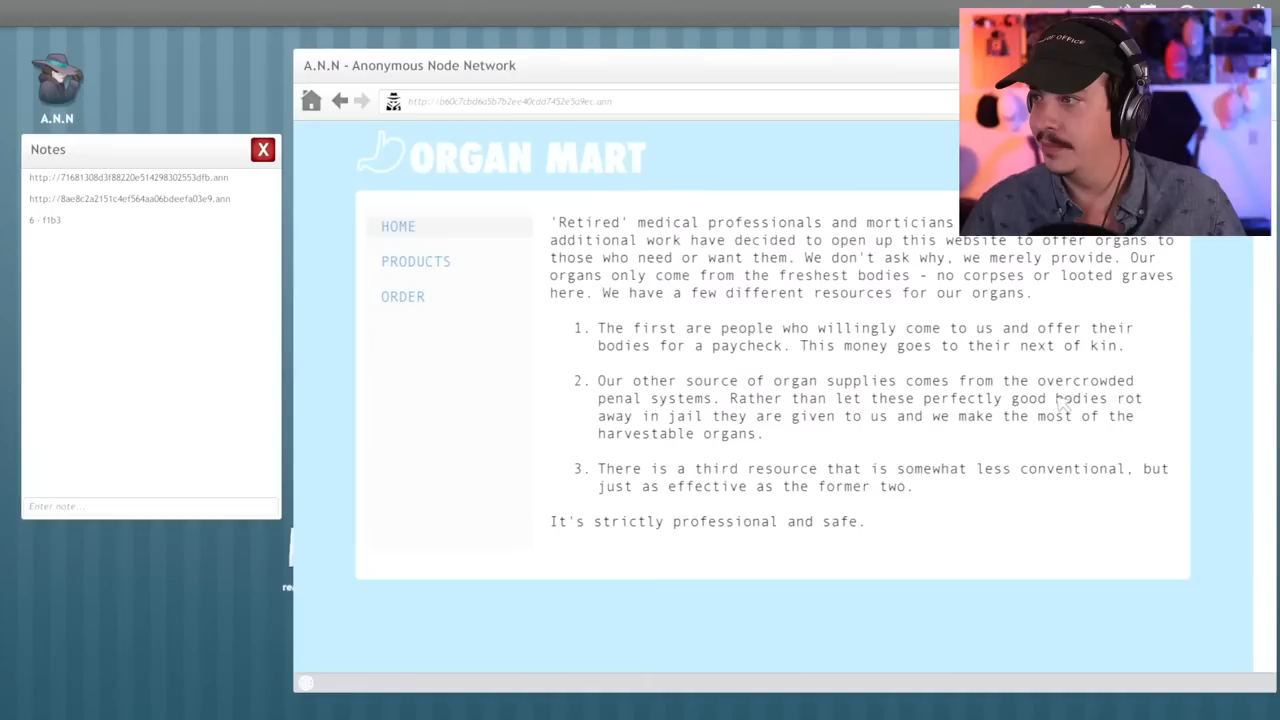 A.N.N
Notes
X
http://71681308d3f88220e514298302553dfb.ann
http://8ae8c2a2151c4ef564aa06bdeefa03e9.ann
6 - f1b3
Enter note...
A.N.N - Anonymous Node Network
http://b60c7cbd6a5b7b2ee40cdd7452e5a9ec.ann
ORGAN MART
HOME
PRODUCTS
ORDER
'Retired' medical professionals and morticians
additional work have decided to open up this website to offer organs to
those who need or want them. We don't ask why, we merely provide. Our
organs only come from the freshest bodies - no corpses or looted graves
here. We have a few different resources for our organs.
1. The first are people who willingly come to us and offer their
bodies for a paycheck. This money goes to their next of kin.
2. Our other source of organ supplies comes from the overcrowded
penal systems. Rather than let these perfectly good bodies rot
away in jail they are given to us and we make the most of the
harvestable organs.
3. There is a third resource that is somewhat less conventional, but
just as effective as the former two.
It's strictly professional and safe.
OF OFFICE